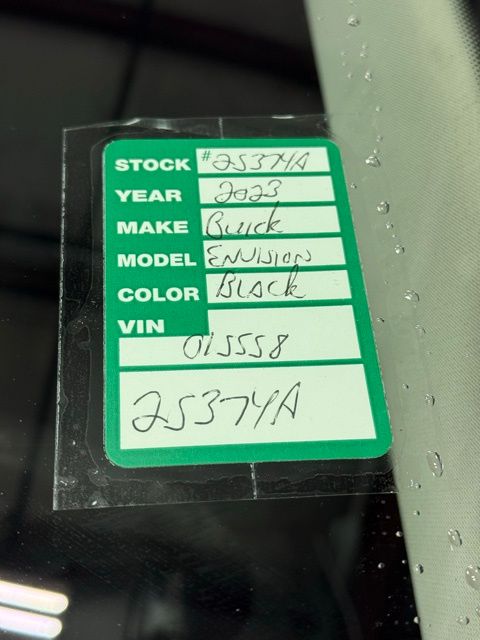 STOCK #25374A
YEAR 2023
MAKE Buick
MODEL ENVISION
COLOR BLACK
VIN
015558
25374A